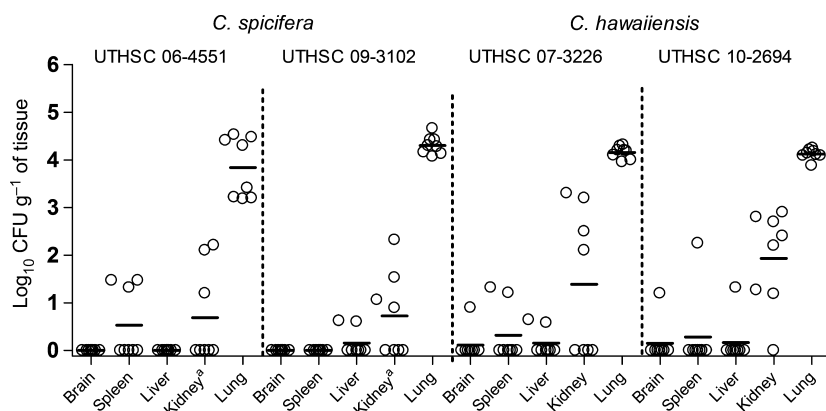 C. spicifera C. hawaiiensis
UTHSC 06-4551 UTHSC 09-3102 UTHSC 07-3226 UTHSC 10-2694
Log₁₀ CFU g⁻¹ of tissue
6
5
4
3
2
1
0
Brain Spleen Liver Kidneyᵃ Lung Brain Spleen Liver Kidneyᵃ Lung Brain Spleen Liver Kidney Lung Brain Spleen Liver Kidney Lung